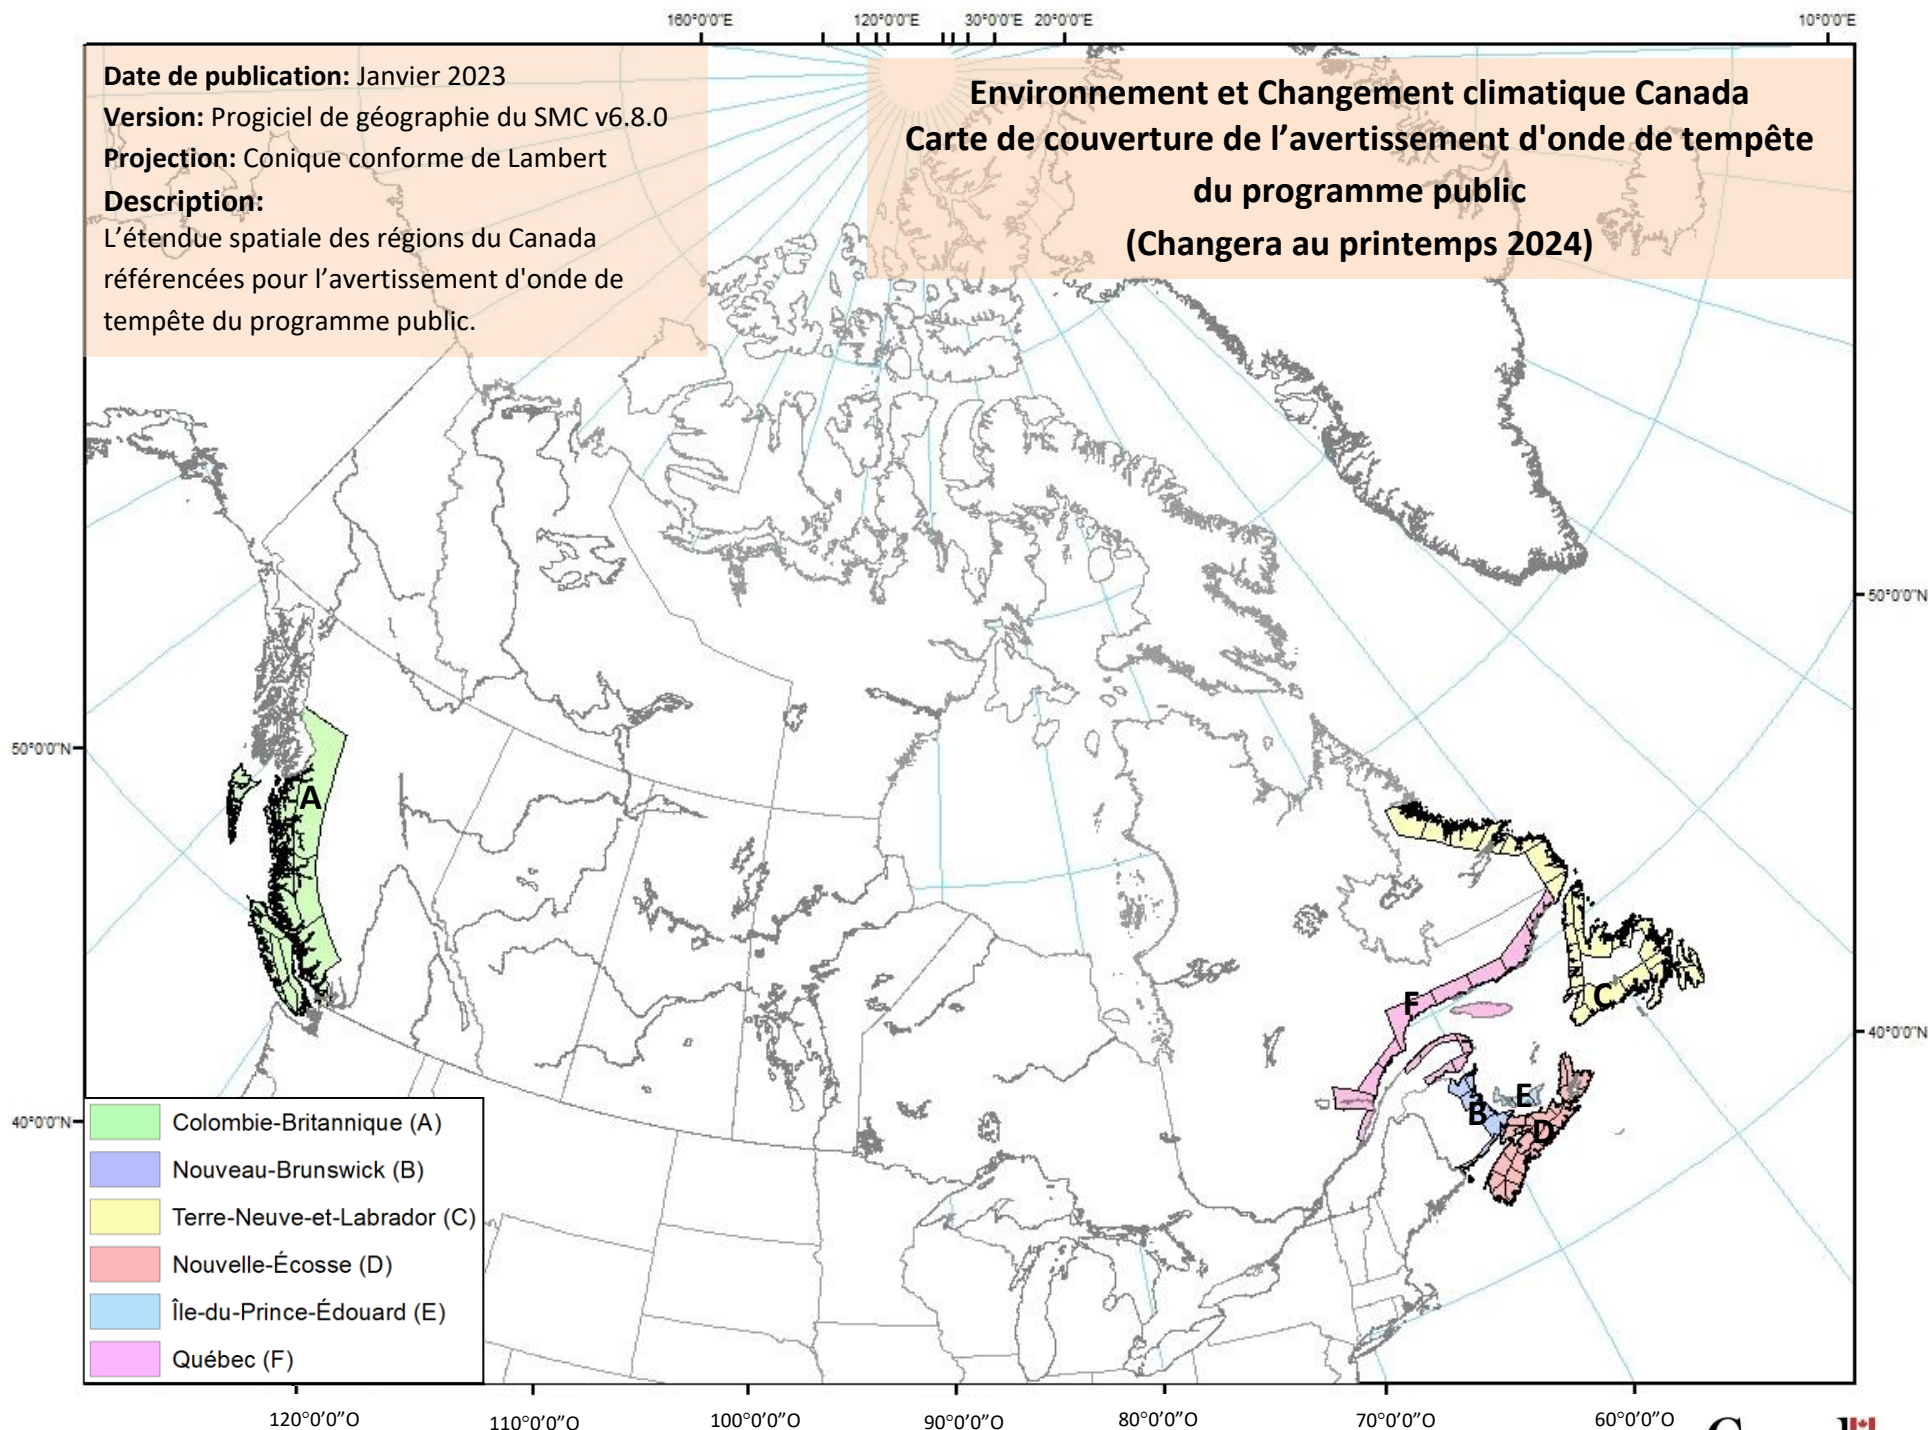 160°0'0"E 120°0'0"E 30°0'0"E 20°0'0"E 10°0'0"E
Date de publication: Janvier 2023
Version: Progiciel de géographie du SMC v6.8.0
Projection: Conique conforme de Lambert
Description:
L'étendue spatiale des régions du Canada
référencées pour l'avertissement d'onde de
tempête du programme public.
Environnement et Changement climatique Canada
Carte de couverture de l'avertissement d'onde de tempête
du programme public
(Changera au printemps 2024)
50°0'0"N
50°0'0"N
40°0'0"N
40°0'0"N
A
F
C
B
E
D
Colombie-Britannique (A)
Nouveau-Brunswick (B)
Terre-Neuve-et-Labrador (C)
Nouvelle-Écosse (D)
Île-du-Prince-Édouard (E)
Québec (F)
120°0'0"O 110°0'0"O 100°0'0"O 90°0'0"O 80°0'0"O 70°0'0"O 60°0'0"O